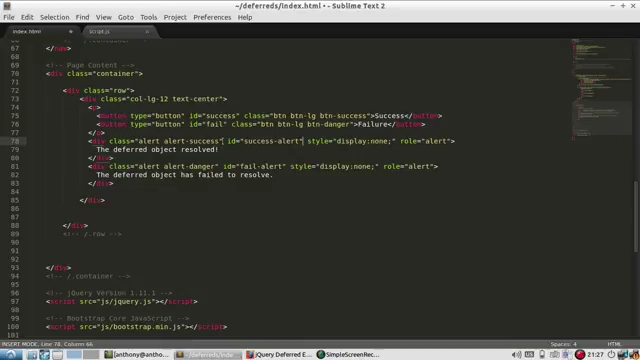 ~/deferreds/index.html • - Sublime Text 2
File Edit Selection Find View Goto Tools Project Preferences Help
index.html
script.js
67 </nav>
68
69 <!-- Page Content -->
70 <div class="container">
71
72 <div class="row">
73 <div class="col-lg-12 text-center">
74 <p>
75 <button type="button" id="success" class="btn btn-lg btn-success">Success</button>
76 <button type="button" id="fail" class="btn btn-lg btn-danger">Failure</button>
77 </p>
78 <div class="alert alert-success" id="success-alert" style="display:none;" role="alert">
79 The deferred object resolved!
80 </div>
81 <div class="alert alert-danger" id="fail-alert" style="display:none;" role="alert">
82 The deferred object has failed to resolve.
83 </div>
84
85 </div>
86
87
88 </div>
89 <!-- /.row -->
90
91
92
93 </div>
94 <!-- /.container -->
95
96 <!-- jQuery Version 1.11.1 -->
97 <script src="js/jquery.js"></script>
98
99 <!-- Bootstrap Core JavaScript -->
100 <script src="js/bootstrap.min.js"></script>
101
INSERT MODE, Line 78, Column 66
Spaces: 4
HTML
[anthony@antho...
~/deferreds/inde...
jQuery Deferred E...
SimpleScreenRec...
21:27